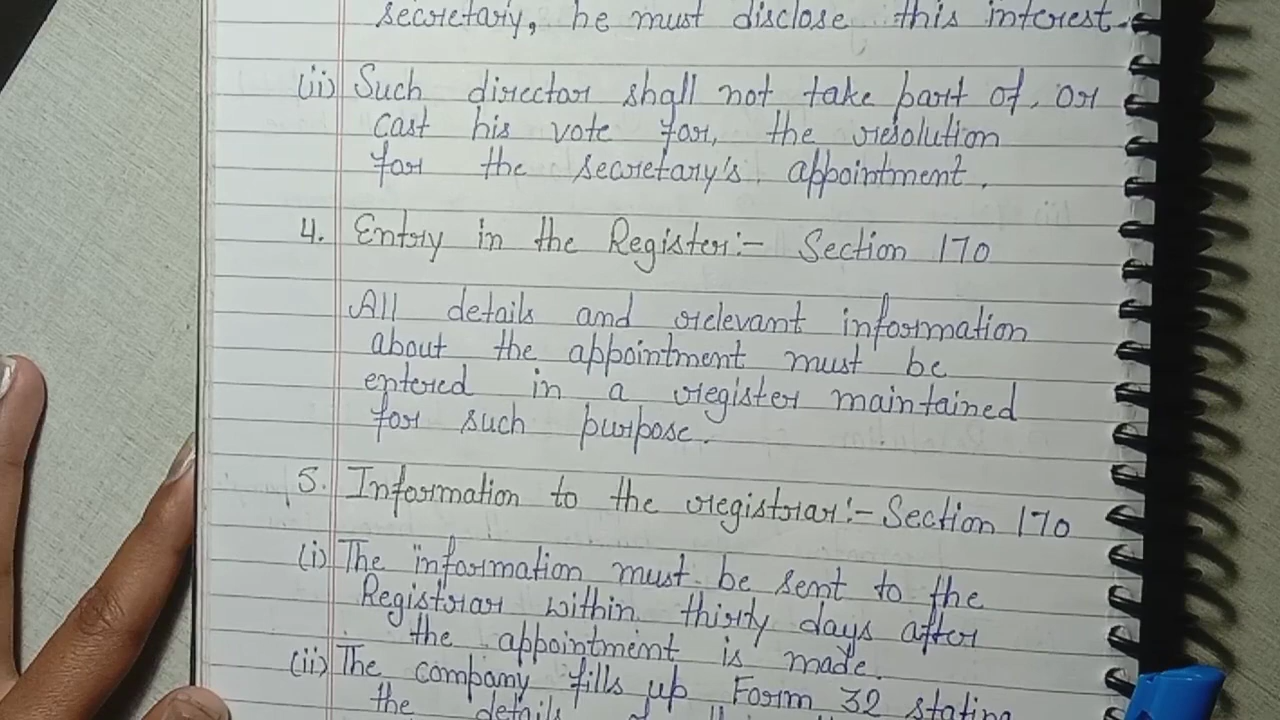 secretary, he must disclose this interest.
(ii) Such director shall not take part of, or
cast his vote for, the resolution
for the secretary's appointment.
4. Entry in the Register:- Section 170
All details and relevant information
about the appointment must be
entered in a register maintained
for such purpose.
5. Information to the registrar:- Section 170
(i) The information must be sent to the
Registrar within thirty days after
the appointment is made.
(ii) The company fills up Form 32 stating
the details